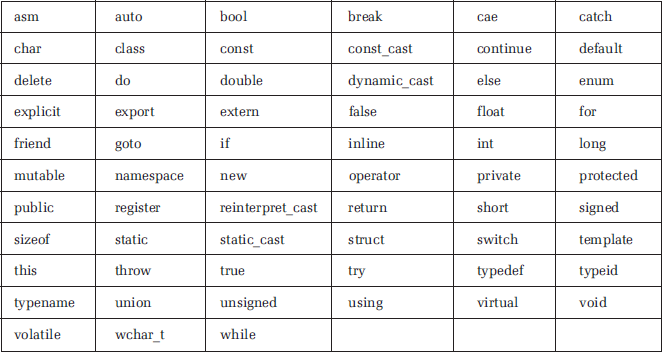 asm auto bool break cae catch
char class const const_cast continue default
delete do double dynamic_cast else enum
explicit export extern false float for
friend goto if inline int long
mutable namespace new operator private protected
public register reinterpret_cast return short signed
sizeof static static_cast struct switch template
this throw true try typedef typeid
typename union unsigned using virtual void
volatile wchar_t while